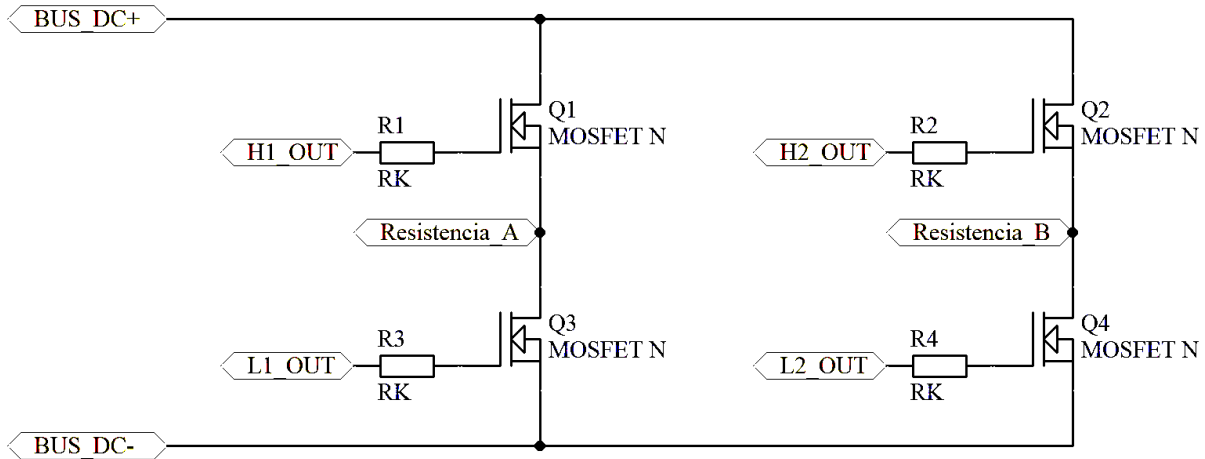 BUS_DC+
Q1
MOSFET N
R1
H1_OUT
RK
Q2
MOSFET N
R2
H2_OUT
RK
Resistencia_A
Resistencia_B
Q3
MOSFET N
R3
L1_OUT
RK
Q4
MOSFET N
R4
L2_OUT
RK
BUS_DC-